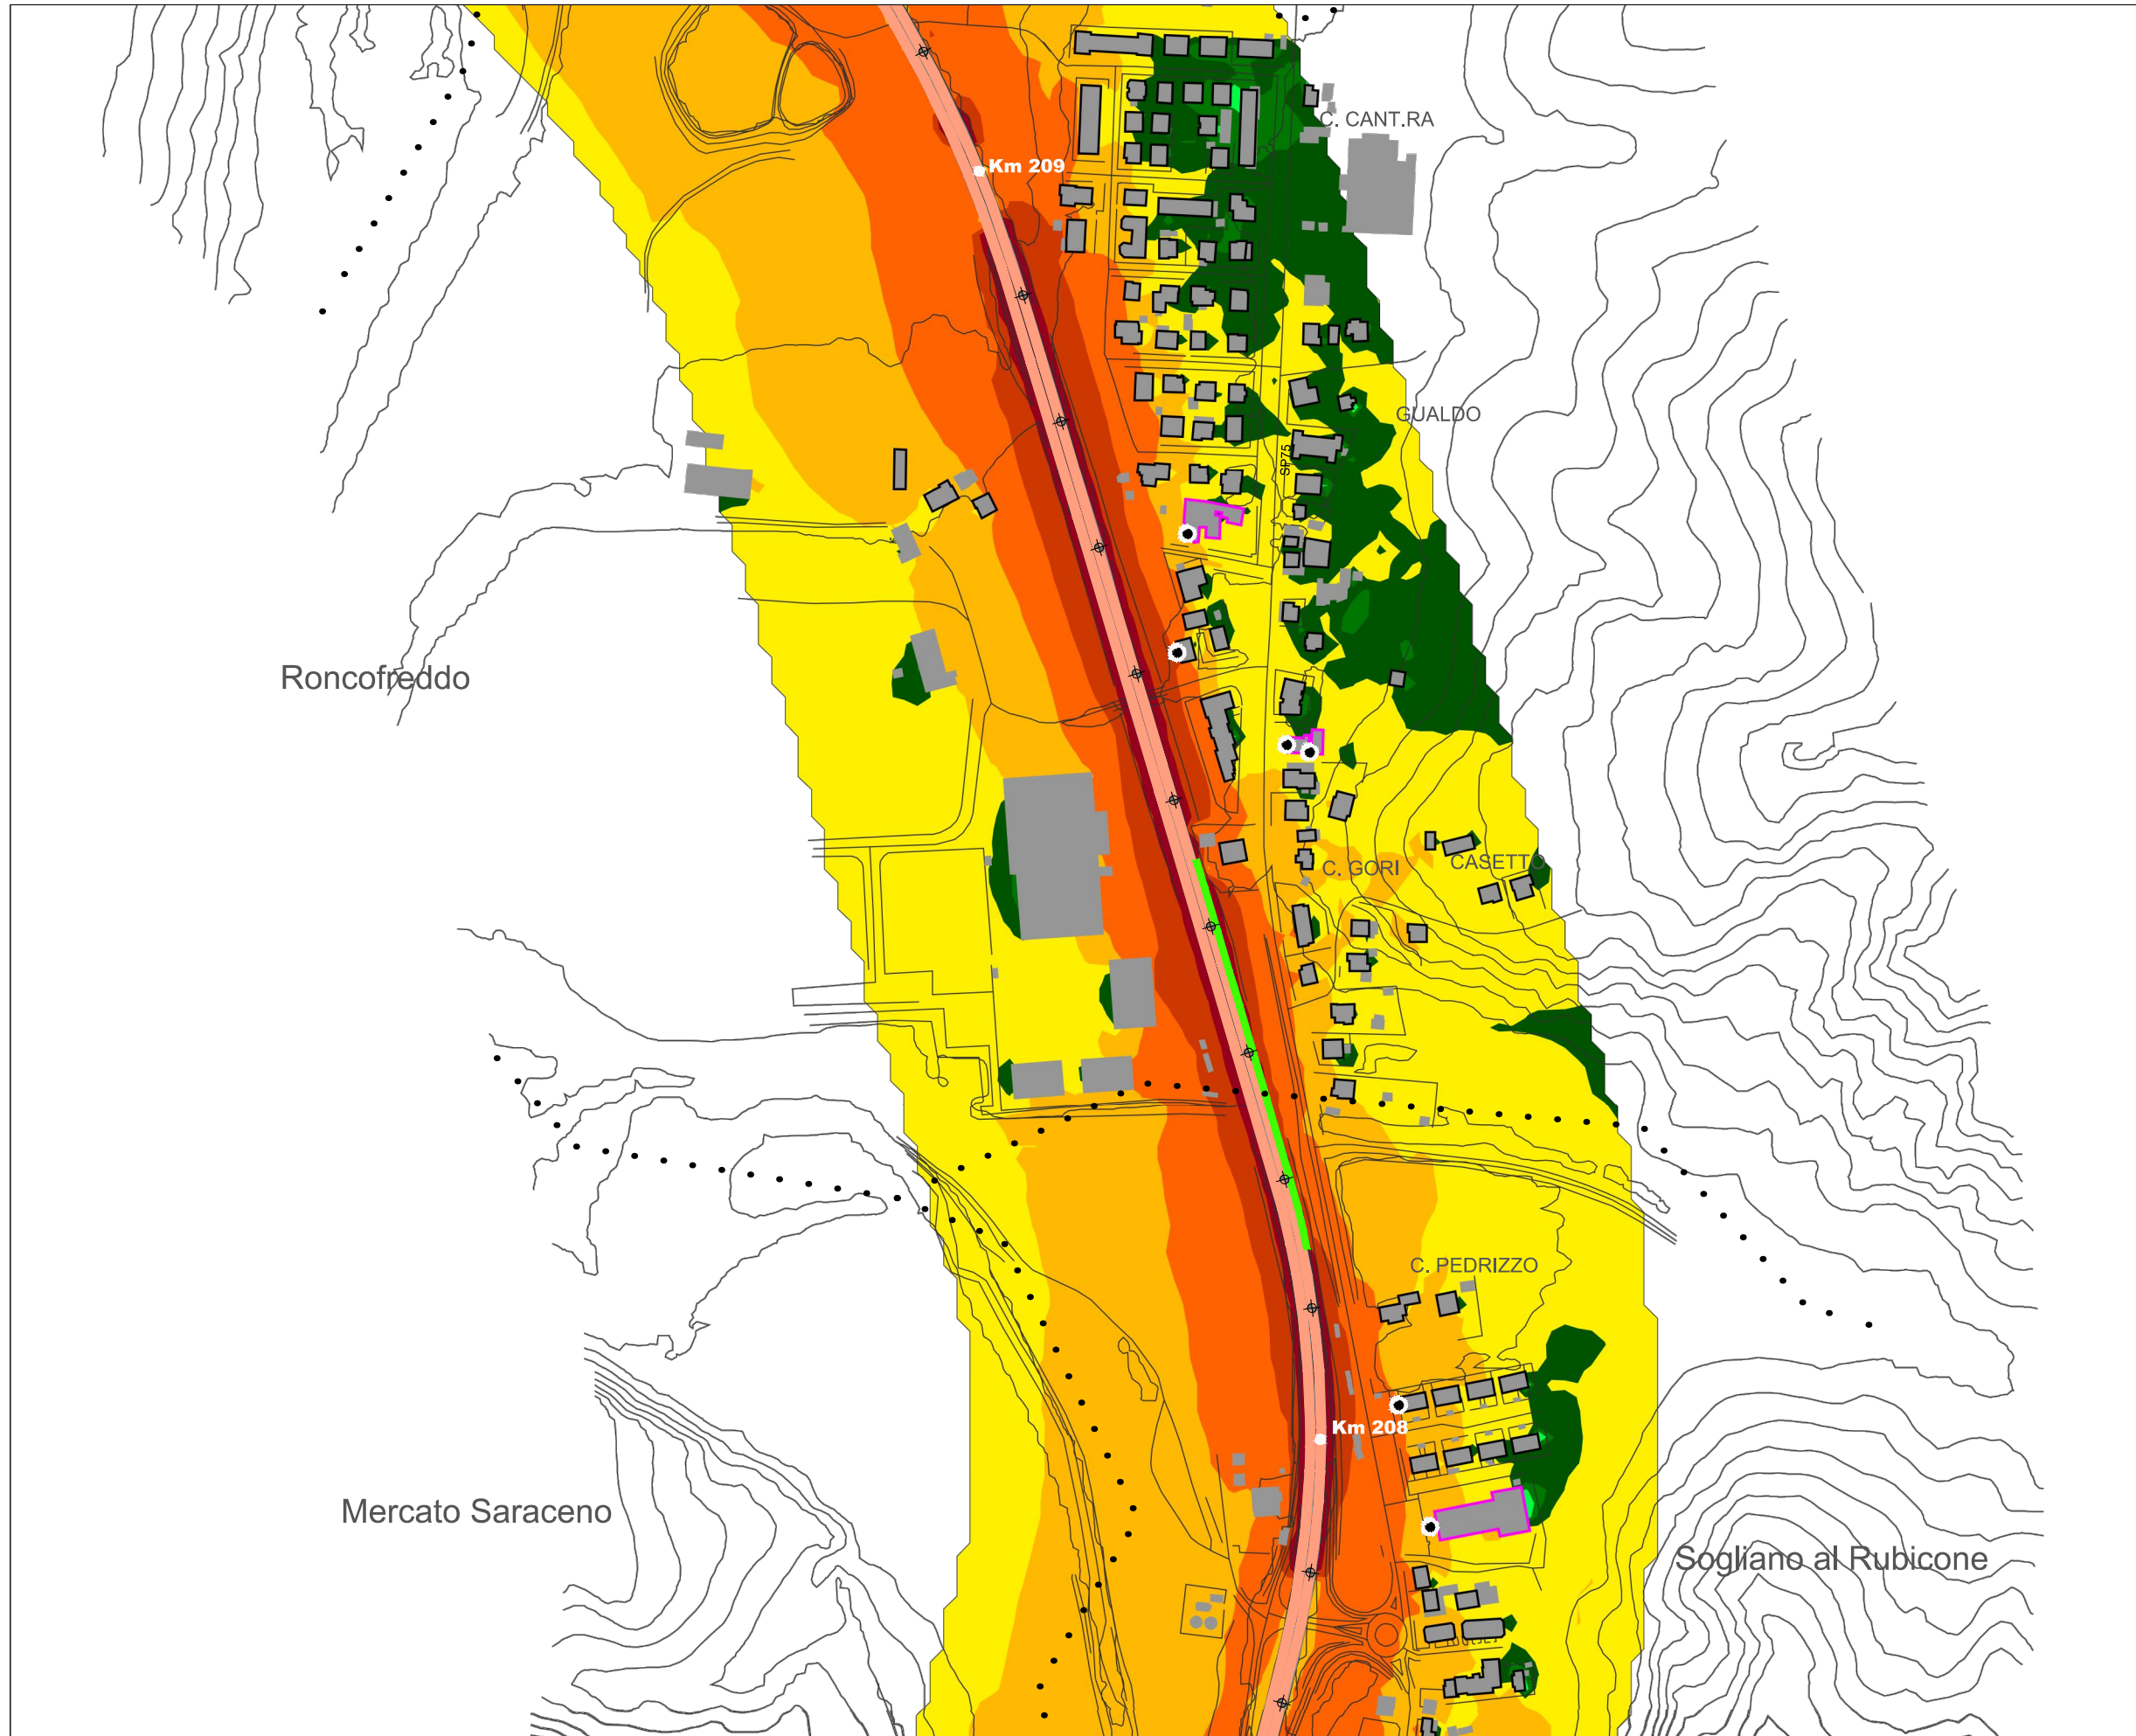 C. CANT.RA
Km 209
GUALDO
SP75
Roncofreddo
C. GORI
CASETTO
C. PEDRIZZO
Km 208
Mercato Saraceno
Sogliano al Rubicone